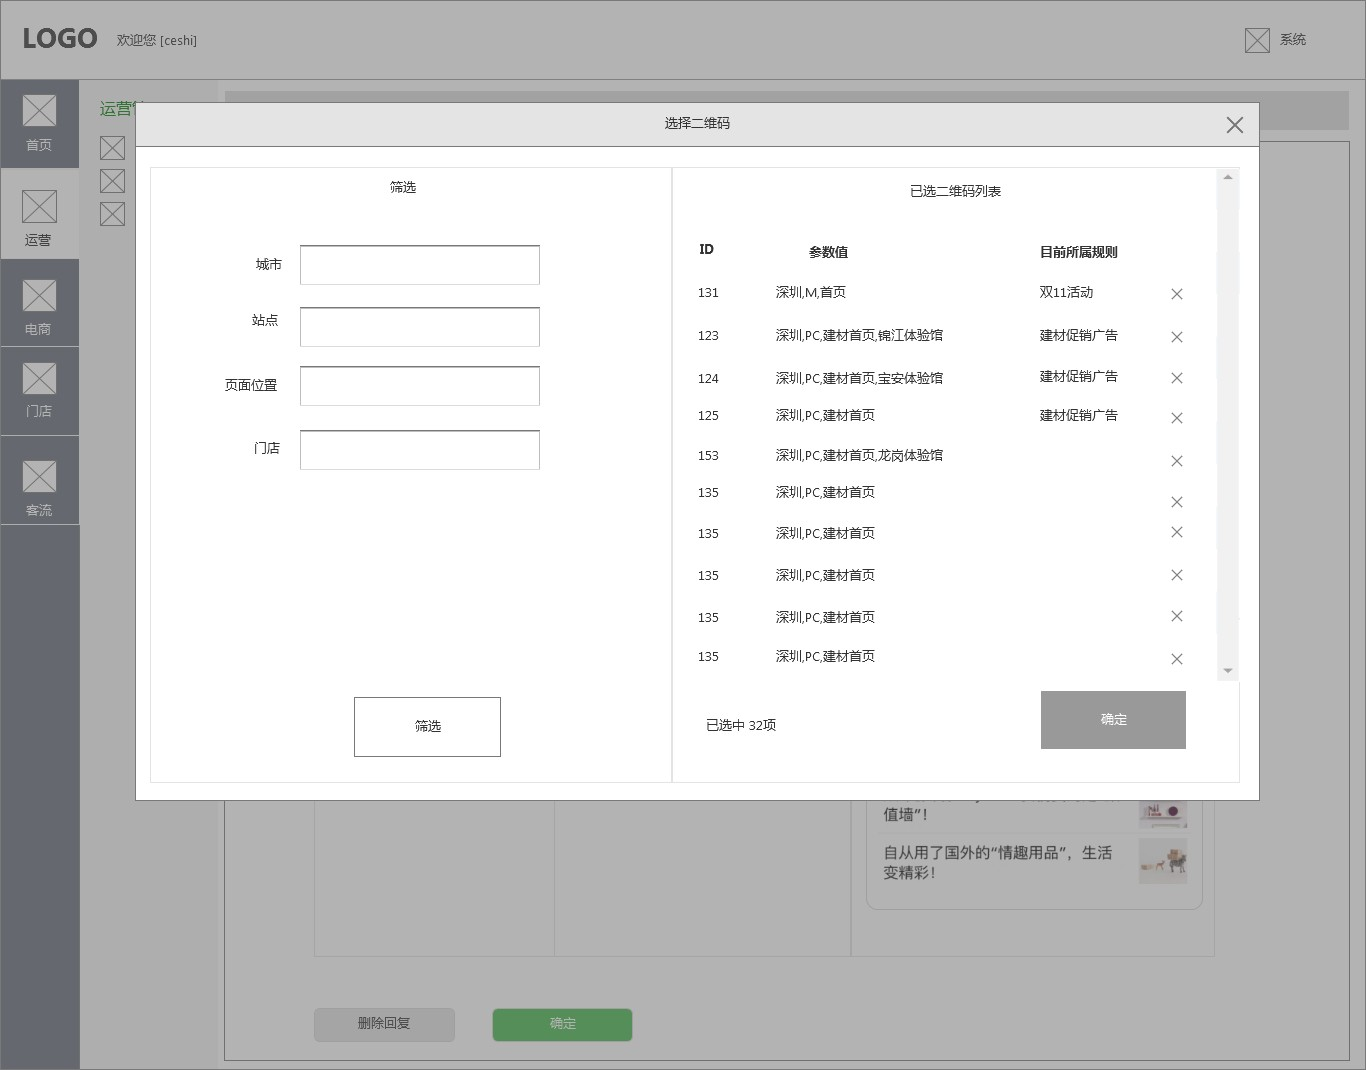 LOGO
欢迎您 [ceshi]
系统
首页
运营
电商
门店
客流
运营
选择二维码
筛选
城市
站点
页面位置
门店
筛选
已选二维码列表
ID 参数值 目前所属规则
131 深圳,M,首页 双11活动
123 深圳,PC,建材首页,锦江体验馆 建材促销广告
124 深圳,PC,建材首页,宝安体验馆 建材促销广告
125 深圳,PC,建材首页 建材促销广告
153 深圳,PC,建材首页,龙岗体验馆
135 深圳,PC,建材首页
135 深圳,PC,建材首页
135 深圳,PC,建材首页
135 深圳,PC,建材首页
135 深圳,PC,建材首页
已选中 32项
确定
值墙”!
自从用了国外的“情趣用品”，生活
变精彩!
删除回复
确定